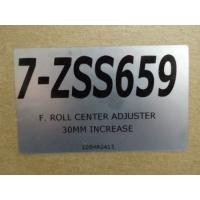 7-ZSS659
F. ROLL CENTER ADJUSTER
30MM INCREASE